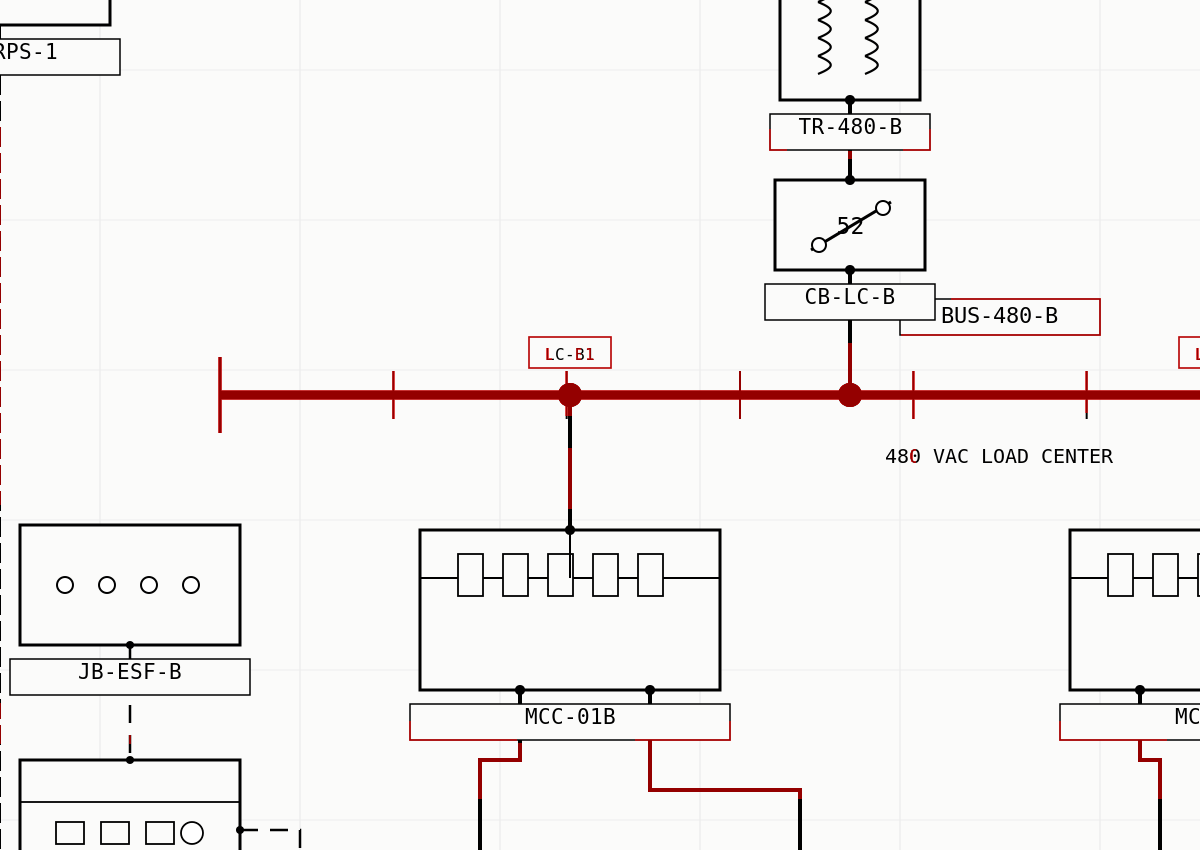 RPS-1
TR-480-B
52
CB-LC-B
BUS-480-B
LC-B1
480 VAC LOAD CENTER
JB-ESF-B
MCC-01B